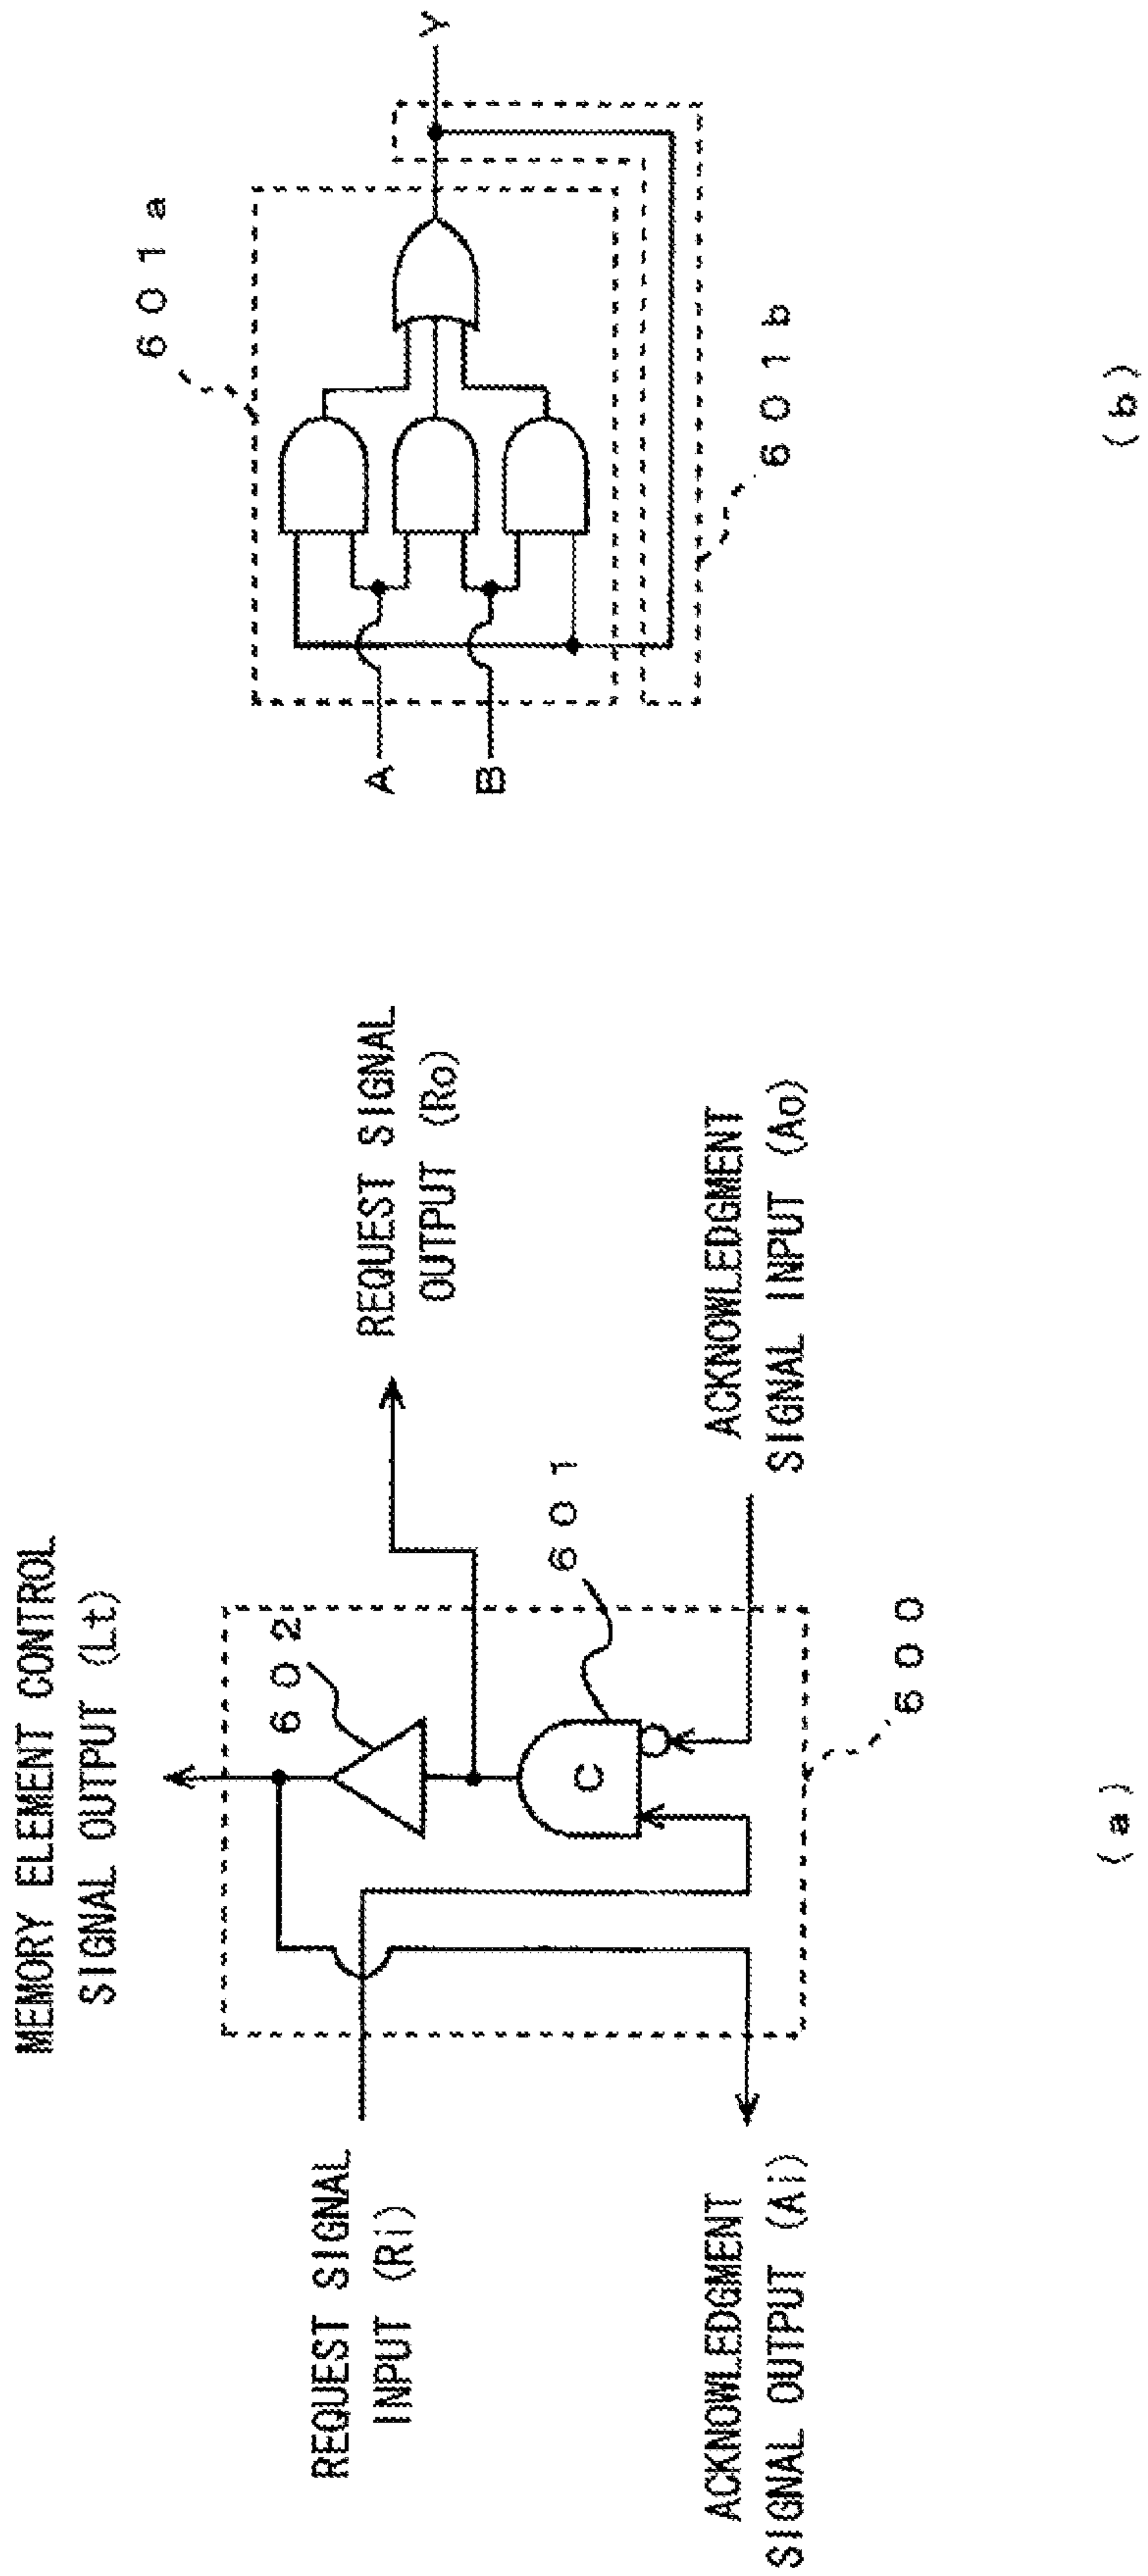 MEMORY ELEMENT CONTROL
SIGNAL OUTPUT (Lt)
REQUEST SIGNAL
INPUT (Ri)
602
REQUEST SIGNAL
OUTPUT (Ro)
C
601
ACKNOWLEDGMENT
SIGNAL OUTPUT (Ai)
ACKNOWLEDGMENT
SIGNAL INPUT (Ao)
600
(a)
601a
A
B
Y
601b
(b)